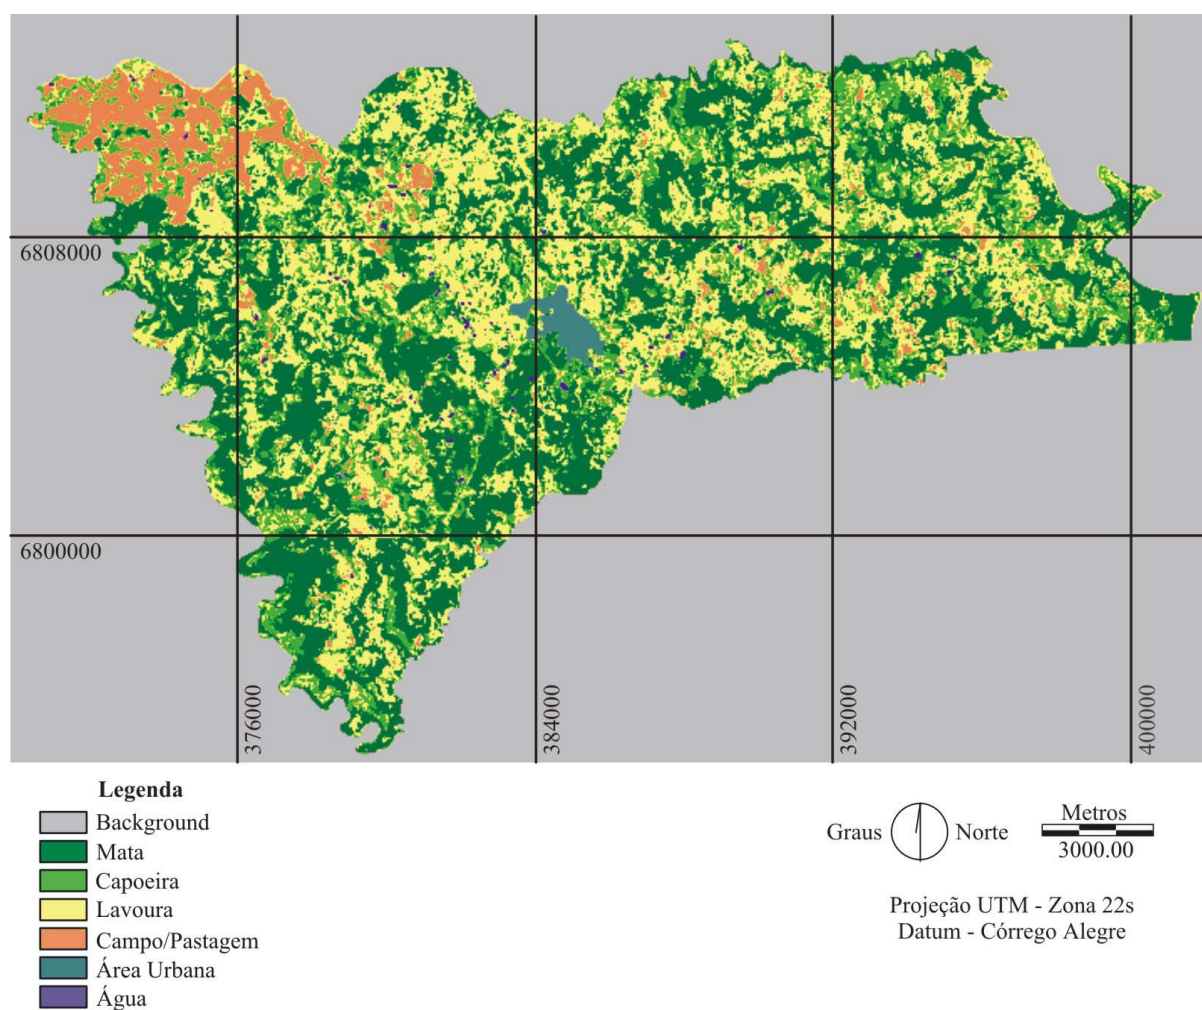 6808000
6800000
376000
384000
392000
400000
Legenda
Background
Mata
Capoeira
Lavoura
Campo/Pastagem
Área Urbana
Água
Graus Norte
Metros
3000.00
Projeção UTM - Zona 22s
Datum - Córrego Alegre